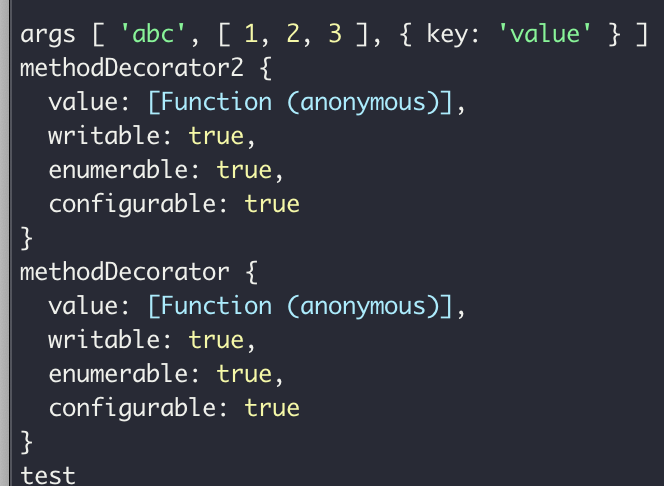 args [ 'abc', [ 1, 2, 3 ], { key: 'value' } ]
methodDecorator2 {
  value: [Function (anonymous)],
  writable: true,
  enumerable: true,
  configurable: true
}
methodDecorator {
  value: [Function (anonymous)],
  writable: true,
  enumerable: true,
  configurable: true
}
test